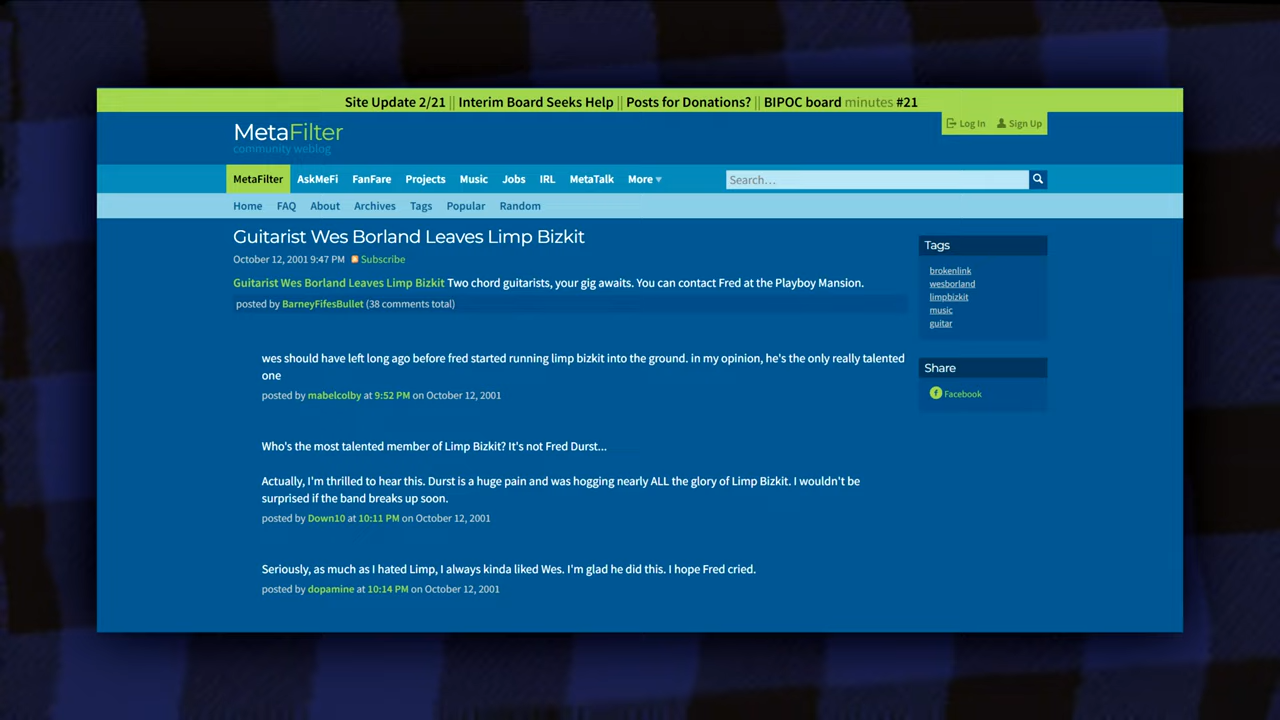 Site Update 2/21 || Interim Board Seeks Help || Posts for Donations? || BIPOC board minutes #21
Log In Sign Up
MetaFilter
community weblog
MetaFilter AskMeFi FanFare Projects Music Jobs IRL MetaTalk More Search...
Home FAQ About Archives Tags Popular Random
Guitarist Wes Borland Leaves Limp Bizkit
October 12, 2001 9:47 PM Subscribe
Guitarist Wes Borland Leaves Limp Bizkit Two chord guitarists, your gig awaits. You can contact Fred at the Playboy Mansion.
posted by BarneyFifesBullet (38 comments total)
wes should have left long ago before fred started running limp bizkit into the ground. in my opinion, he's the only really talented
one
posted by mabelcolby at 9:52 PM on October 12, 2001
Who's the most talented member of Limp Bizkit? It's not Fred Durst...
Actually, I'm thrilled to hear this. Durst is a huge pain and was hogging nearly ALL the glory of Limp Bizkit. I wouldn't be
surprised if the band breaks up soon.
posted by Down10 at 10:11 PM on October 12, 2001
Seriously, as much as I hated Limp, I always kinda liked Wes. I'm glad he did this. I hope Fred cried.
posted by dopamine at 10:14 PM on October 12, 2001
Tags
brokenlink
wesborland
limpbizkit
music
guitar
Share
Facebook